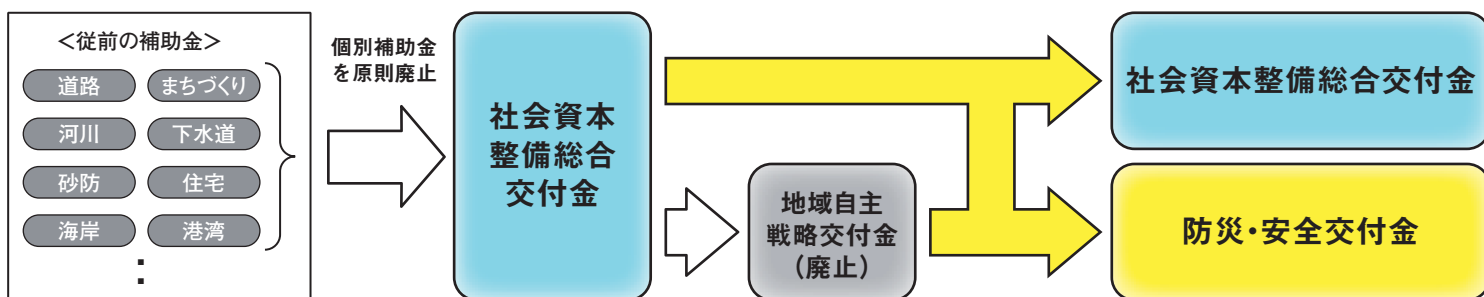 ＜従前の補助金＞
道路
まちづくり
河川
下水道
砂防
住宅
海岸
港湾
：
個別補助金
を原則廃止
社会資本
整備総合
交付金
地域自主
戦略交付金
（廃止）
社会資本整備総合交付金
防災・安全交付金